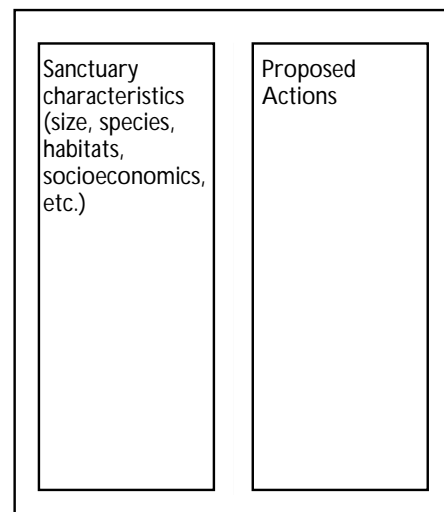 Sanctuary
characteristics
(size, species,
habitats,
socioeconomics,
etc.)
Proposed
Actions